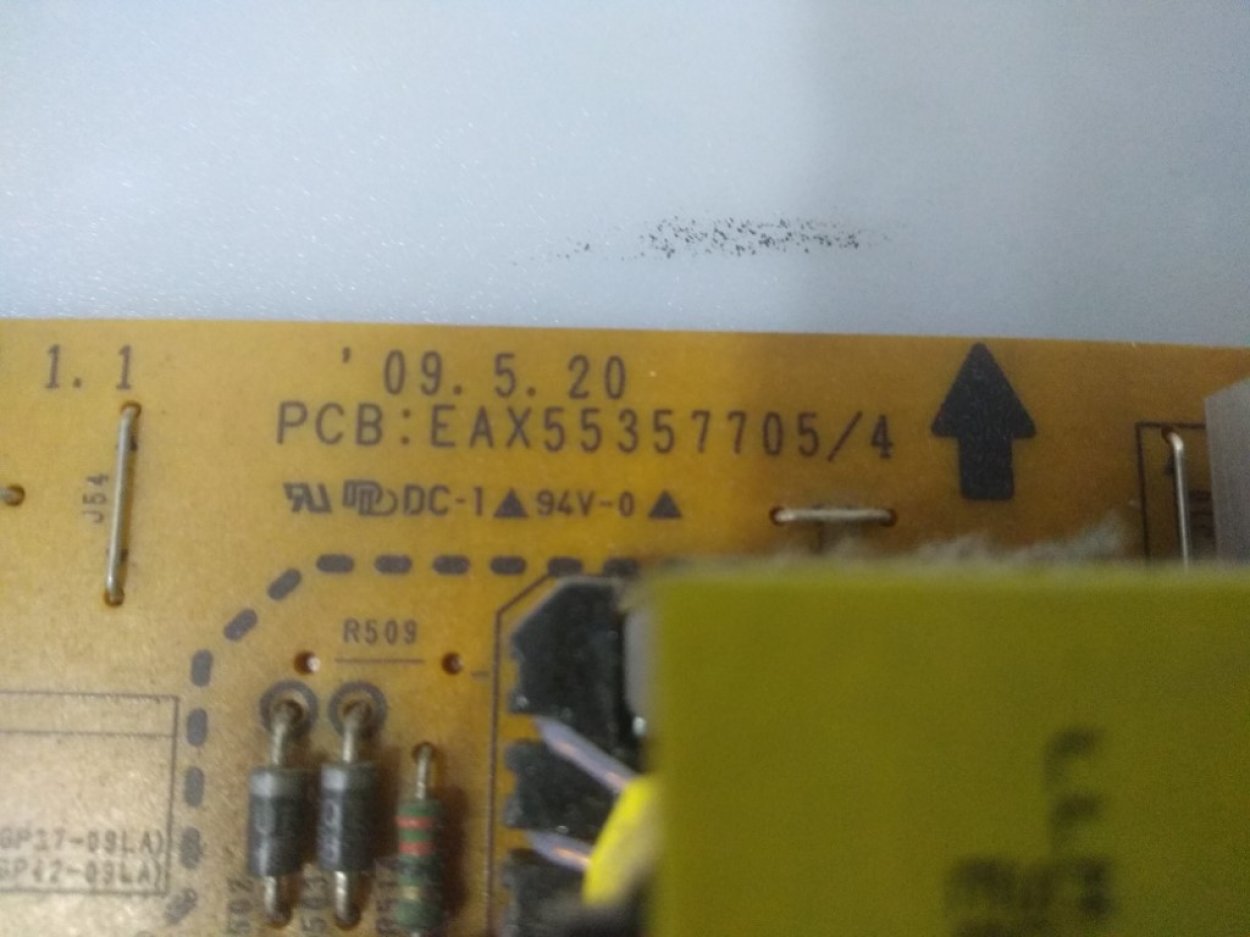 1.1
'09.5.20
PCB:EAX55357705/4
J54
DC-1 94V-0
R509
GP37-09LA)
GP42-09LA)